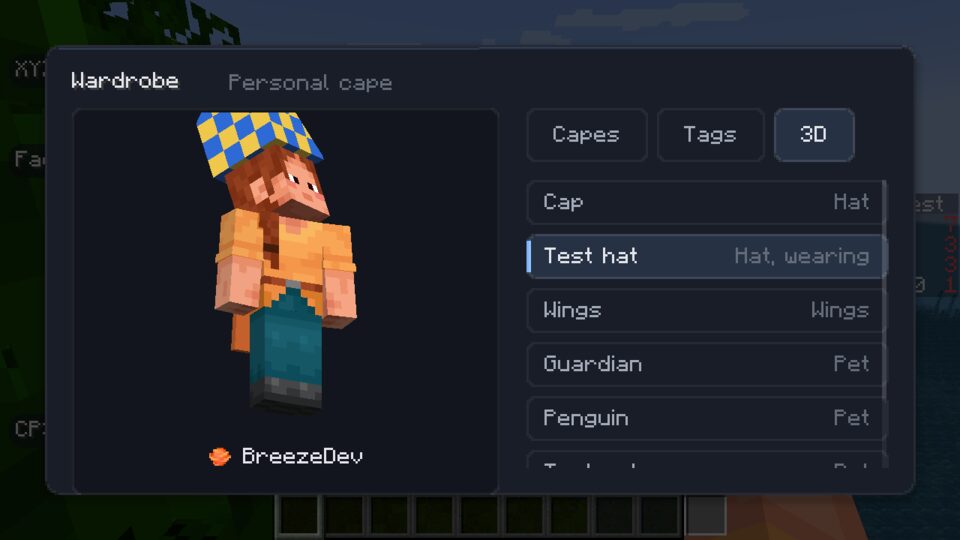 Wardrobe
Personal cape
Capes
Tags
3D
Cap
Hat
Test hat
Hat, wearing
Wings
Wings
Guardian
Pet
Penguin
Pet
BreezeDev